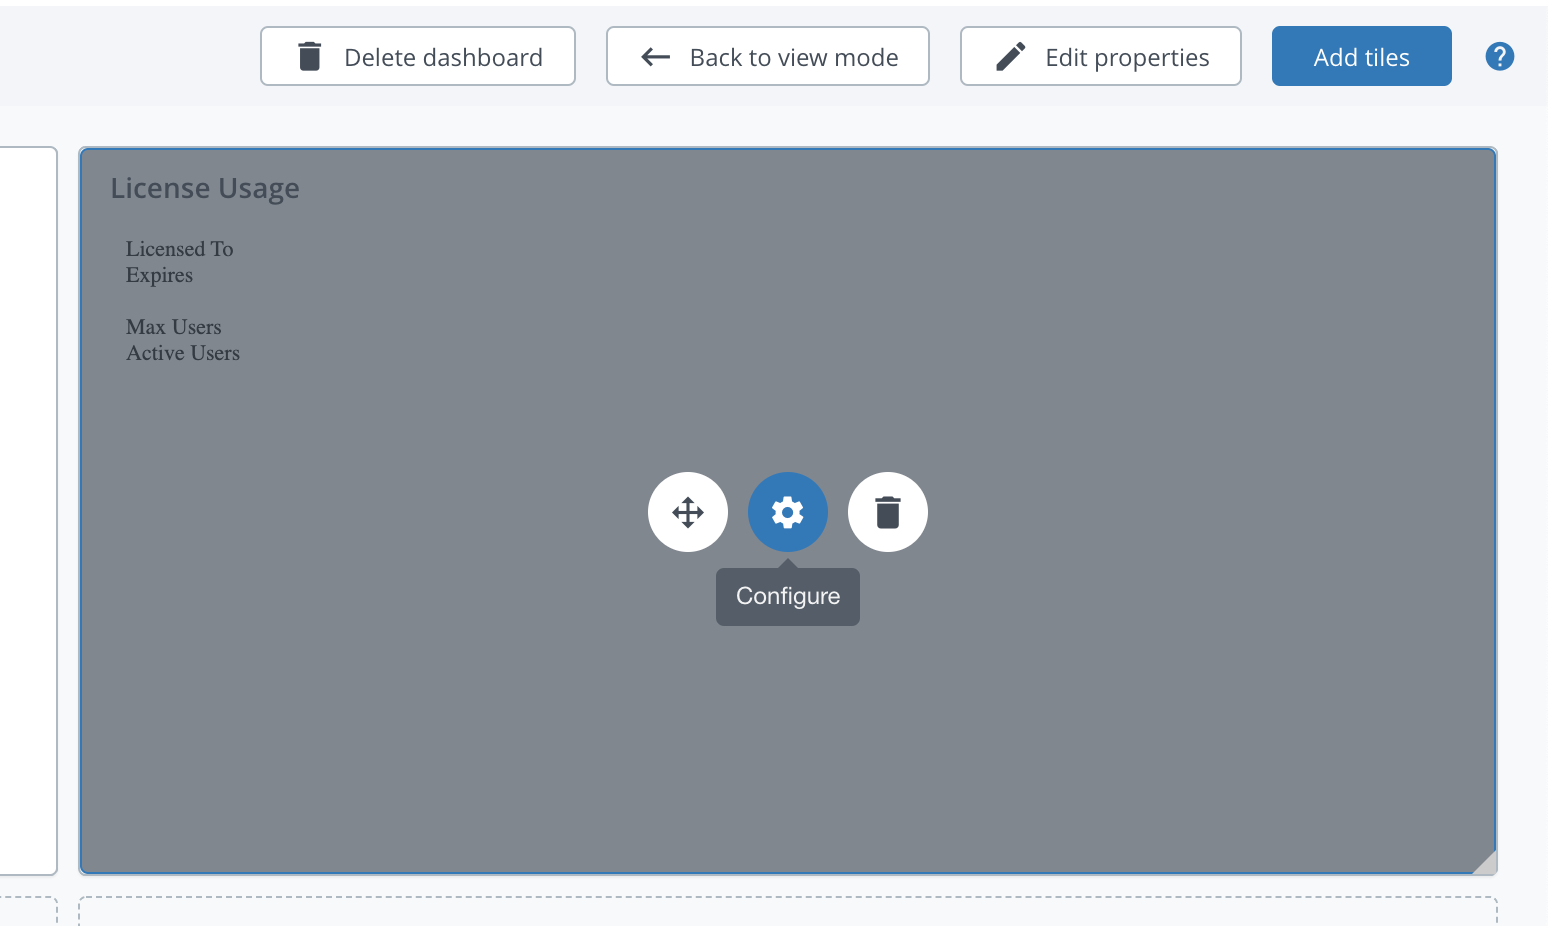 Delete dashboard
Back to view mode
Edit properties
Add tiles
?
License Usage
Licensed To
Expires
Max Users
Active Users
Configure